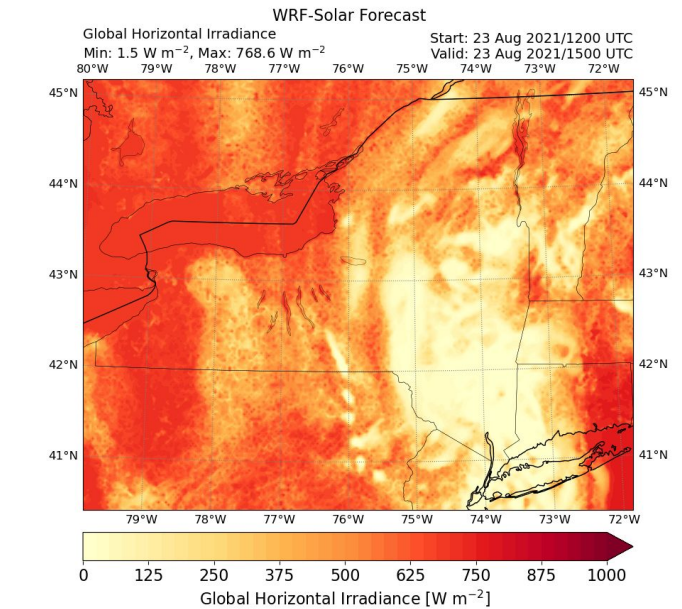 WRF-Solar Forecast
Global Horizontal Irradiance
Min: 1.5 W m−2, Max: 768.6 W m−2
Start: 23 Aug 2021/1200 UTC
Valid: 23 Aug 2021/1500 UTC
80°W 79°W 78°W 77°W 76°W 75°W 74°W 73°W 72°W
45°N 45°N
44°N 44°N
43°N 43°N
42°N 42°N
41°N 41°N
79°W 78°W 77°W 76°W 75°W 74°W 73°W 72°W
0 125 250 375 500 625 750 875 1000
Global Horizontal Irradiance [W m−2]